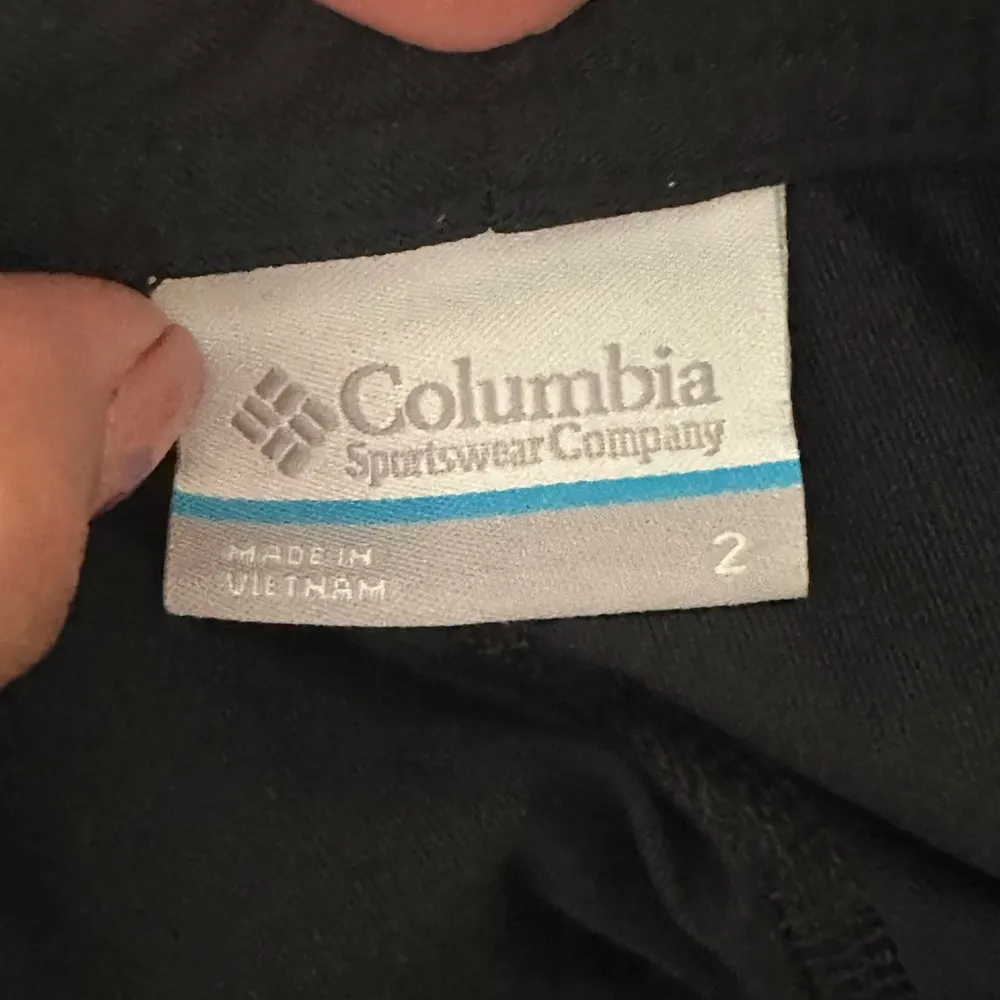 Columbia
Sportswear Company
MADE IN
VIETNAM
2